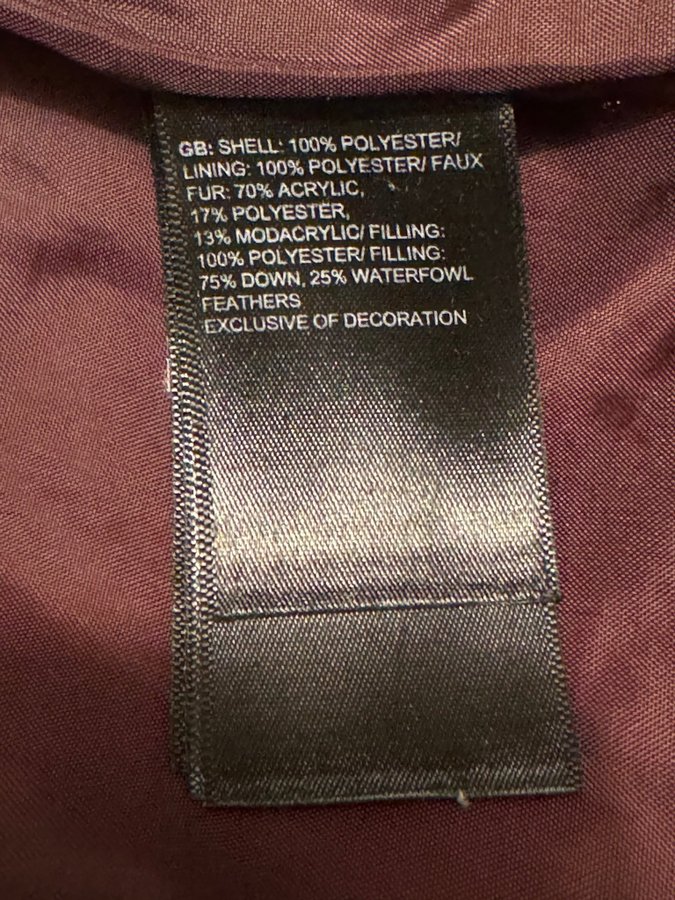 GB: SHELL: 100% POLYESTER/
LINING: 100% POLYESTER/ FAUX
FUR: 70% ACRYLIC,
17% POLYESTER,
13% MODACRYLIC/ FILLING:
100% POLYESTER/ FILLING:
75% DOWN, 25% WATERFOWL
FEATHERS
EXCLUSIVE OF DECORATION